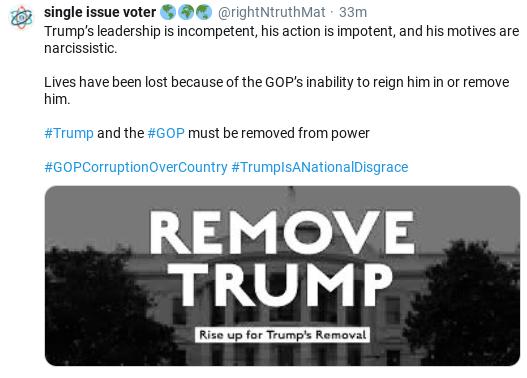 single issue voter 🌎🌍🌏 @rightNtruthMat · 33m
Trump’s leadership is incompetent, his action is impotent, and his motives are
narcissistic.
Lives have been lost because of the GOP’s inability to reign him in or remove
him.
#Trump and the #GOP must be removed from power
#GOPCorruptionOverCountry #TrumpIsANationalDisgrace
REMOVE
TRUMP
Rise up for Trump's Removal